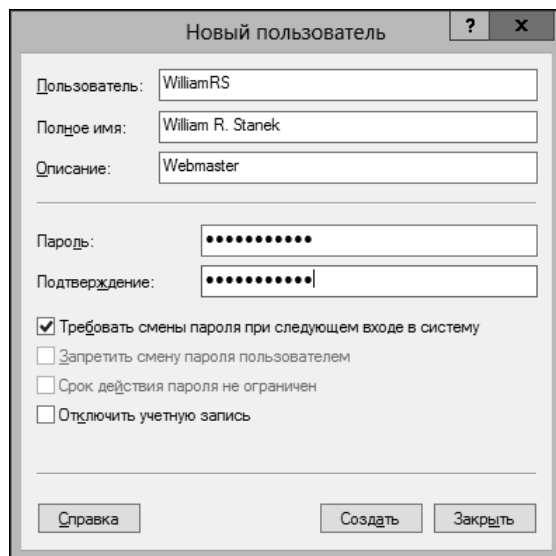 Новый пользователь
? x
Пользователь: WilliamRS
Полное имя: William R. Stanek
Описание: Webmaster
Пароль: •••••••••••
Подтверждение: •••••••••••
Требовать смены пароля при следующем входе в систему
Запретить смену пароля пользователем
Срок действия пароля не ограничен
Отключить учетную запись
Справка Создать Закрыть